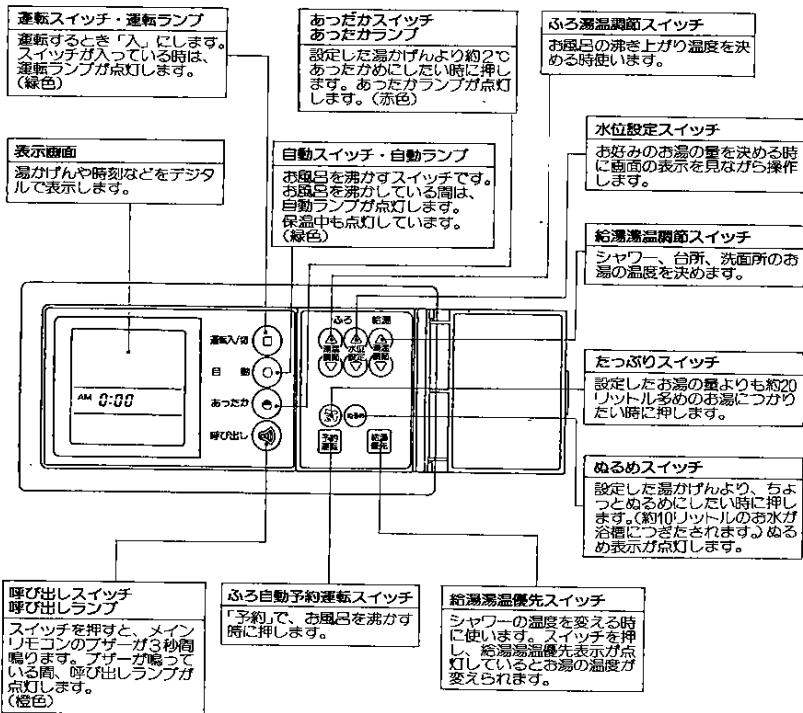 運転スイッチ・運転ランプ
運転するとき「入」にします。
スイッチが入っている時は、
運転ランプが点灯します。
(緑色)
あったかスイッチ
あったかランプ
設定した湯かげんより約2℃
あったかめにしたい時に押し
ます。あったかランプが点灯
します。(赤色)
ふろ湯温調節スイッチ
お風呂の沸き上がり温度を決
める時使います。
表示画面
湯かげんや時刻などをデジタ
ルで表示します。
自動スイッチ・自動ランプ
お風呂を沸かすスイッチです。
お風呂を沸かしている間は、
自動ランプが点灯します。
保温中も点灯しています。
(緑色)
水位設定スイッチ
お好みのお湯の量を決める時
に画面の表示を見ながら操作
します。
給湯湯温調節スイッチ
シャワー、台所、洗面所のお
湯の温度を決めます。
たっぷりスイッチ
設定したお湯の量よりも約20
リットル多めのお湯につかり
たい時に押します。
ぬるめスイッチ
設定した湯かげんより、ちょ
っとぬるめにしたい時に押し
ます。(約10リットルのお水が
浴槽につぎたされます。)ぬる
め表示が点灯します。
AM 0:00
運転入/切
自動
あったか
呼び出し
ふろ 給湯
湯温調節
水位設定
湯温調節
ぬるめ
予約運転
給湯優先
呼び出しスイッチ
呼び出しランプ
スイッチを押すと、メイン
リモコンのブザーが3秒間
鳴ります。ブザーが鳴って
いる間、呼び出しランプが
点灯します。
(橙色)
ふろ自動予約運転スイッチ
「予約」で、お風呂を沸かす
時に押します。
給湯湯温優先スイッチ
シャワーの温度を変える時
に使います。スイッチを押
し、給湯湯温優先表示が点
灯しているとお湯の温度が
変えられます。